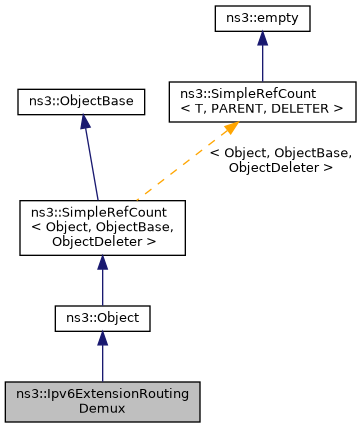 ns3::empty
ns3::SimpleRefCount
< T, PARENT, DELETER >
ns3::ObjectBase
< Object, ObjectBase,
ObjectDeleter >
ns3::SimpleRefCount
< Object, ObjectBase,
ObjectDeleter >
ns3::Object
ns3::Ipv6ExtensionRouting
Demux